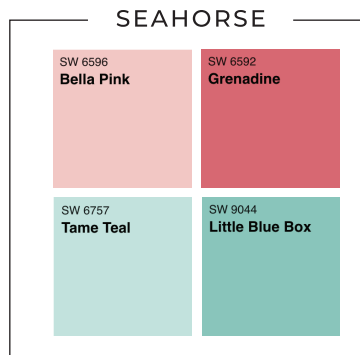 SEAHORSE
SW 6596
Bella Pink
SW 6592
Grenadine
SW 6757
Tame Teal
SW 9044
Little Blue Box